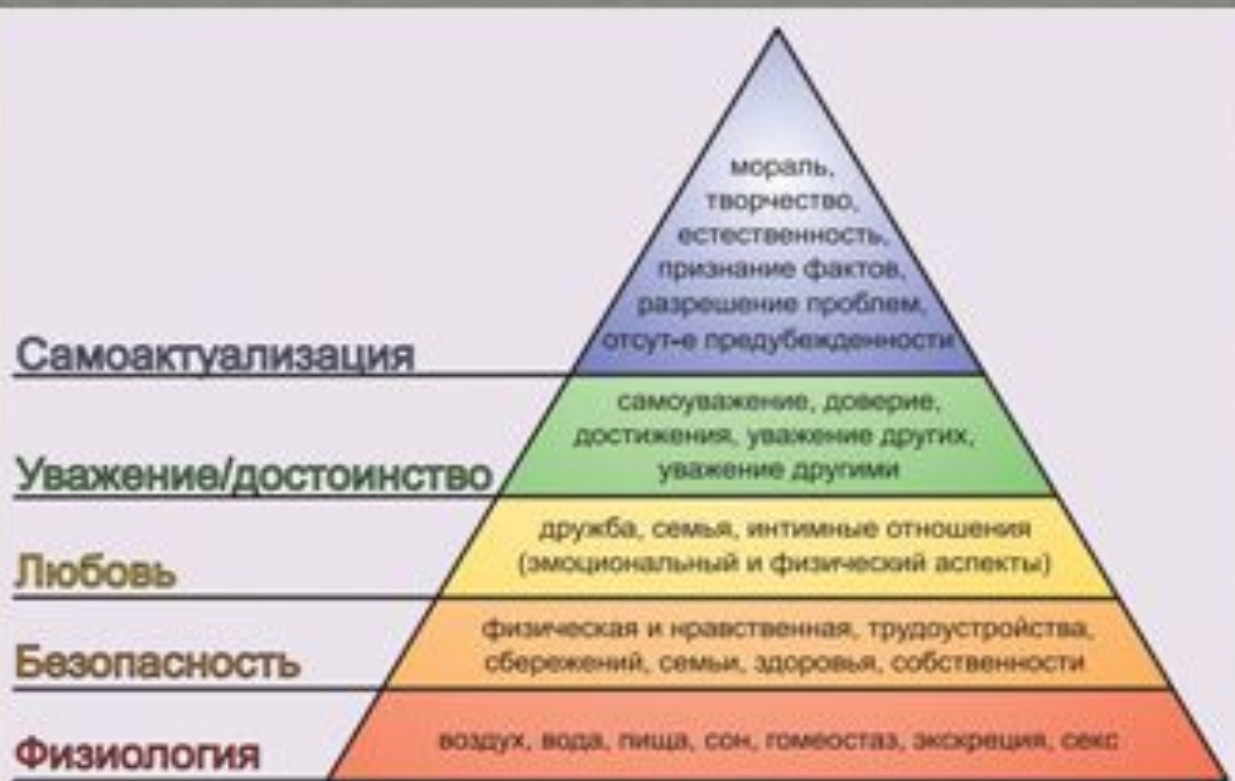 мораль,
творчество,
естественность,
признание фактов,
разрешение проблем,
отсут-е предубежденности
Самоактуализация
самоуважение, доверие,
достижения, уважение других,
уважение другими
Уважение/достоинство
дружба, семья, интимные отношения
(эмоциональный и физический аспекты)
Любовь
физическая и нравственная, трудоустройства,
сбережений, семьи, здоровья, собственности
Безопасность
воздух, вода, пища, сон, гомеостаз, экскреция, секс
Физиология